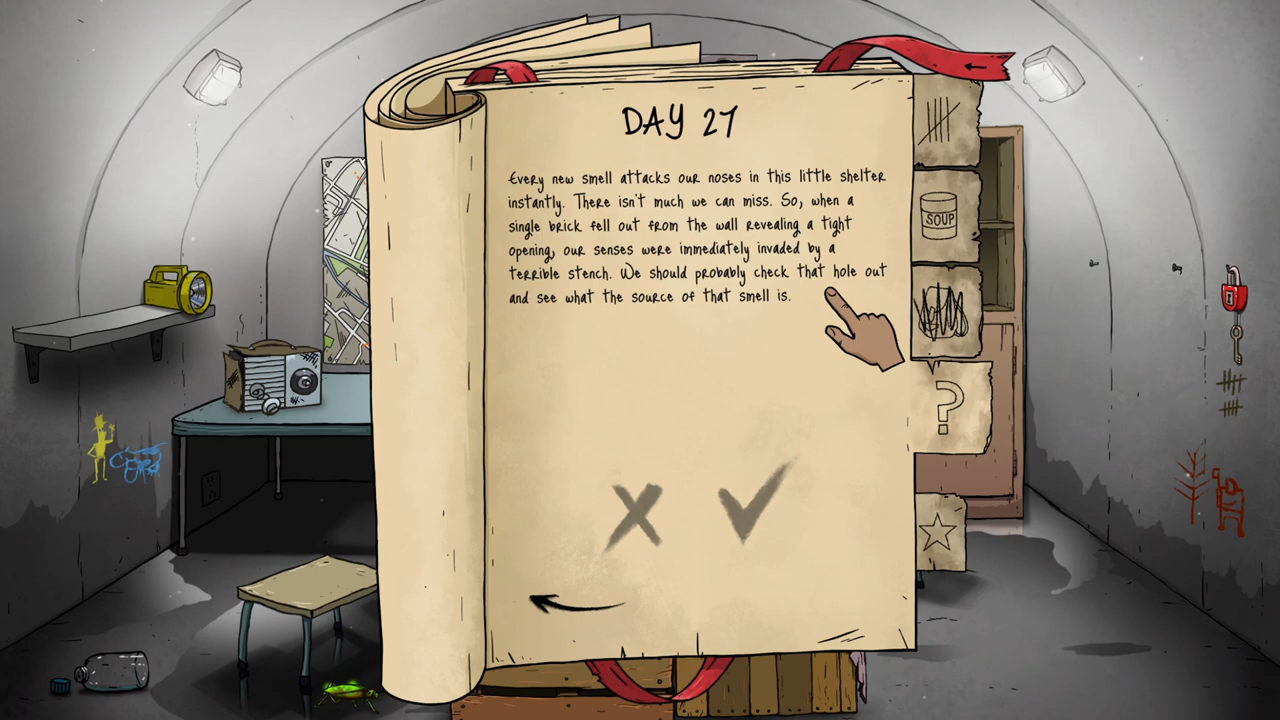 DAY 27
Every new smell attacks our noses in this little shelter
instantly. There isn't much we can miss. So, when a
single brick fell out from the wall revealing a tight
opening, our senses were immediately invaded by a
terrible stench. We should probably check that hole out
and see what the source of that smell is.
SOUP
?